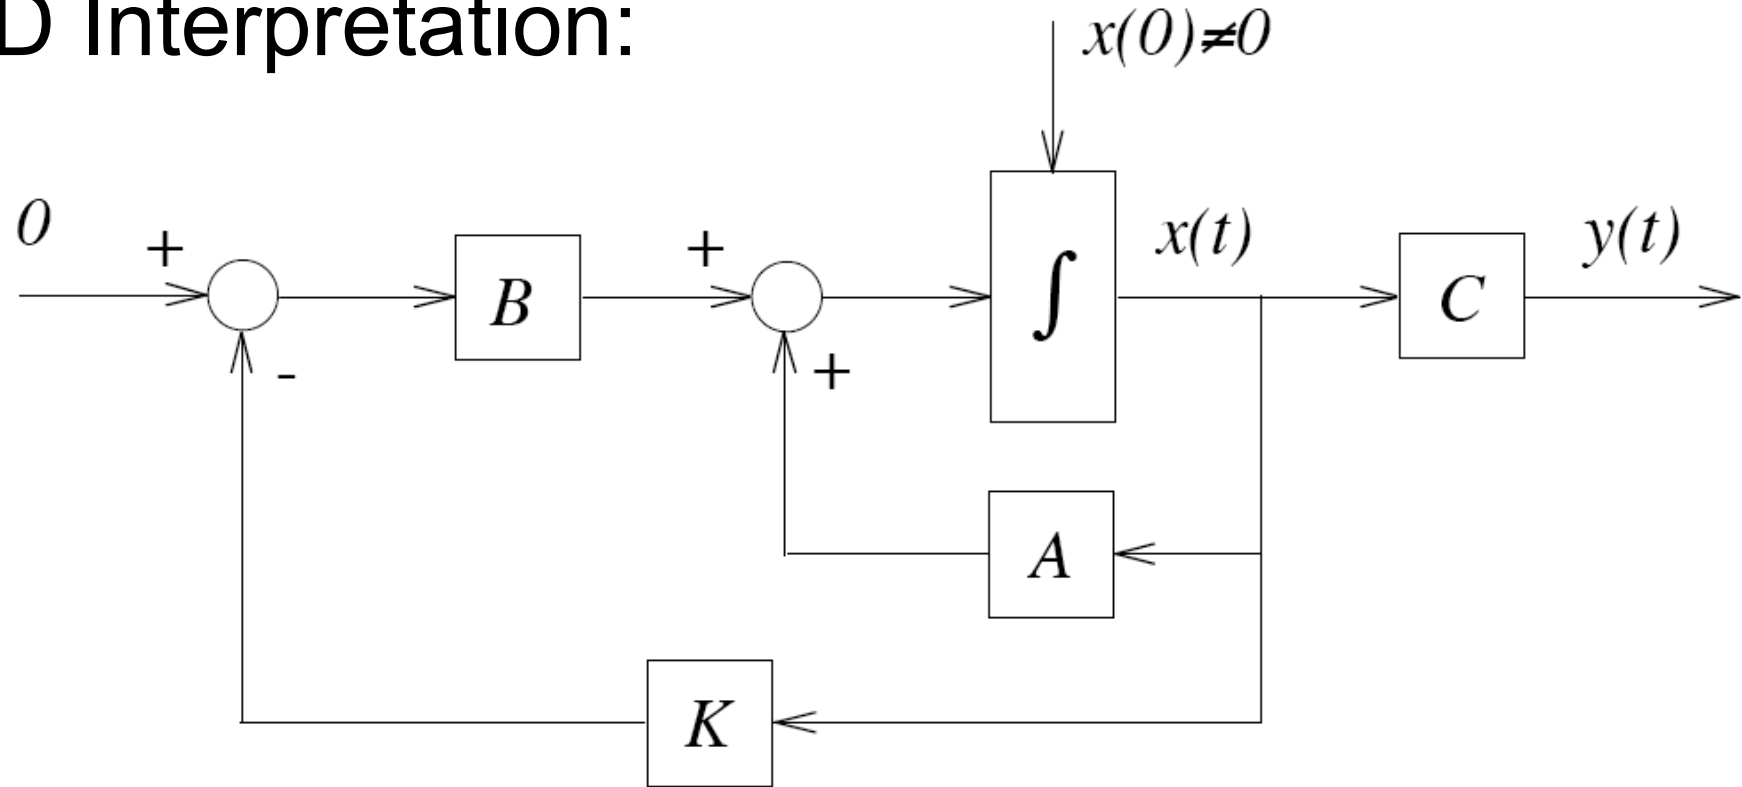 D Interpretation:
x(0)≠0
0
+
B
+
∫
x(t)
C
y(t)
-
+
A
K